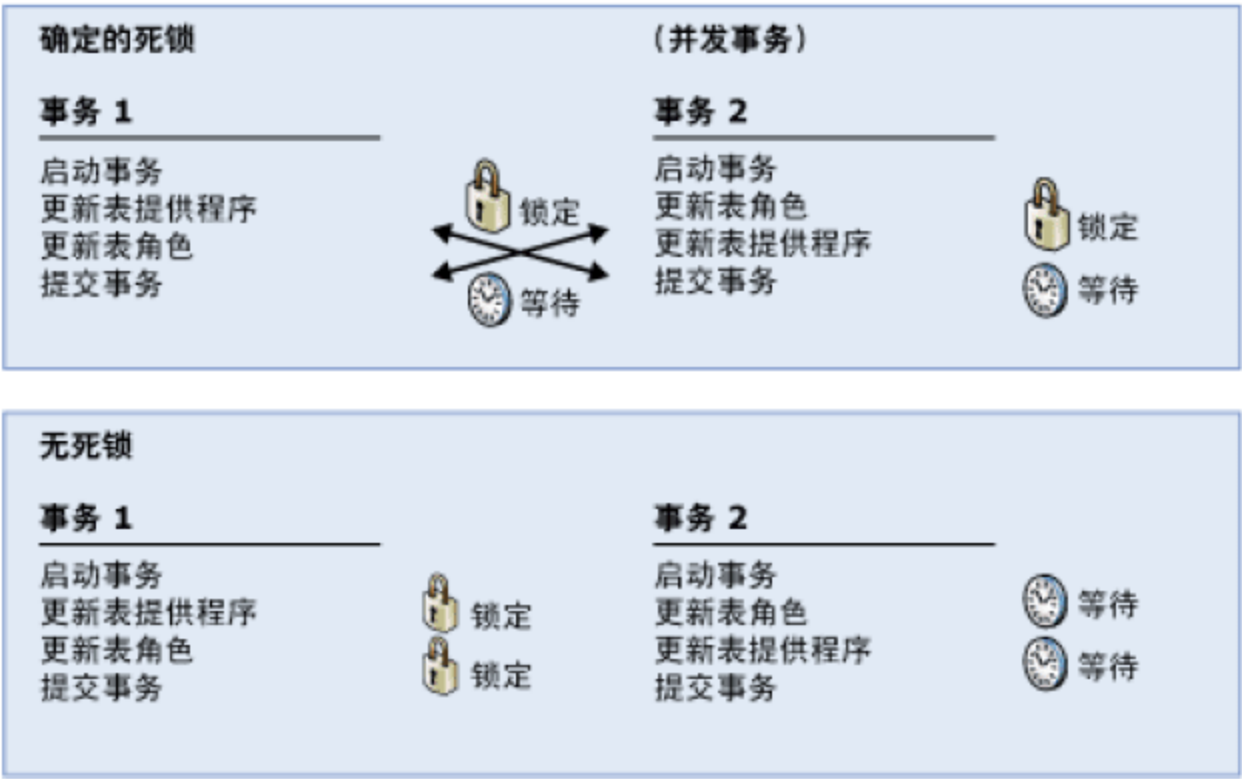 确定的死锁
(并发事务)
事务 1
事务 2
启动事务
更新表提供程序
更新表角色
提交事务
锁定
等待
启动事务
更新表角色
更新表提供程序
提交事务
锁定
等待
无死锁
事务 1
事务 2
启动事务
更新表提供程序
更新表角色
提交事务
锁定
锁定
启动事务
更新表角色
更新表提供程序
提交事务
等待
等待